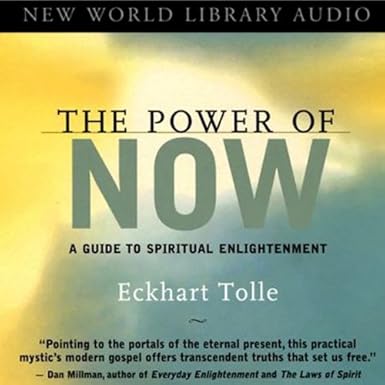 NEW WORLD LIBRARY AUDIO
THE POWER OF
NOW
A GUIDE TO SPIRITUAL ENLIGHTENMENT
Eckhart Tolle
"Pointing to the portals of the eternal present, this practical
mystic's modern gospel offers transcendent truths that set us free."
— Dan Millman, author of Everyday Enlightenment and The Laws of Spirit